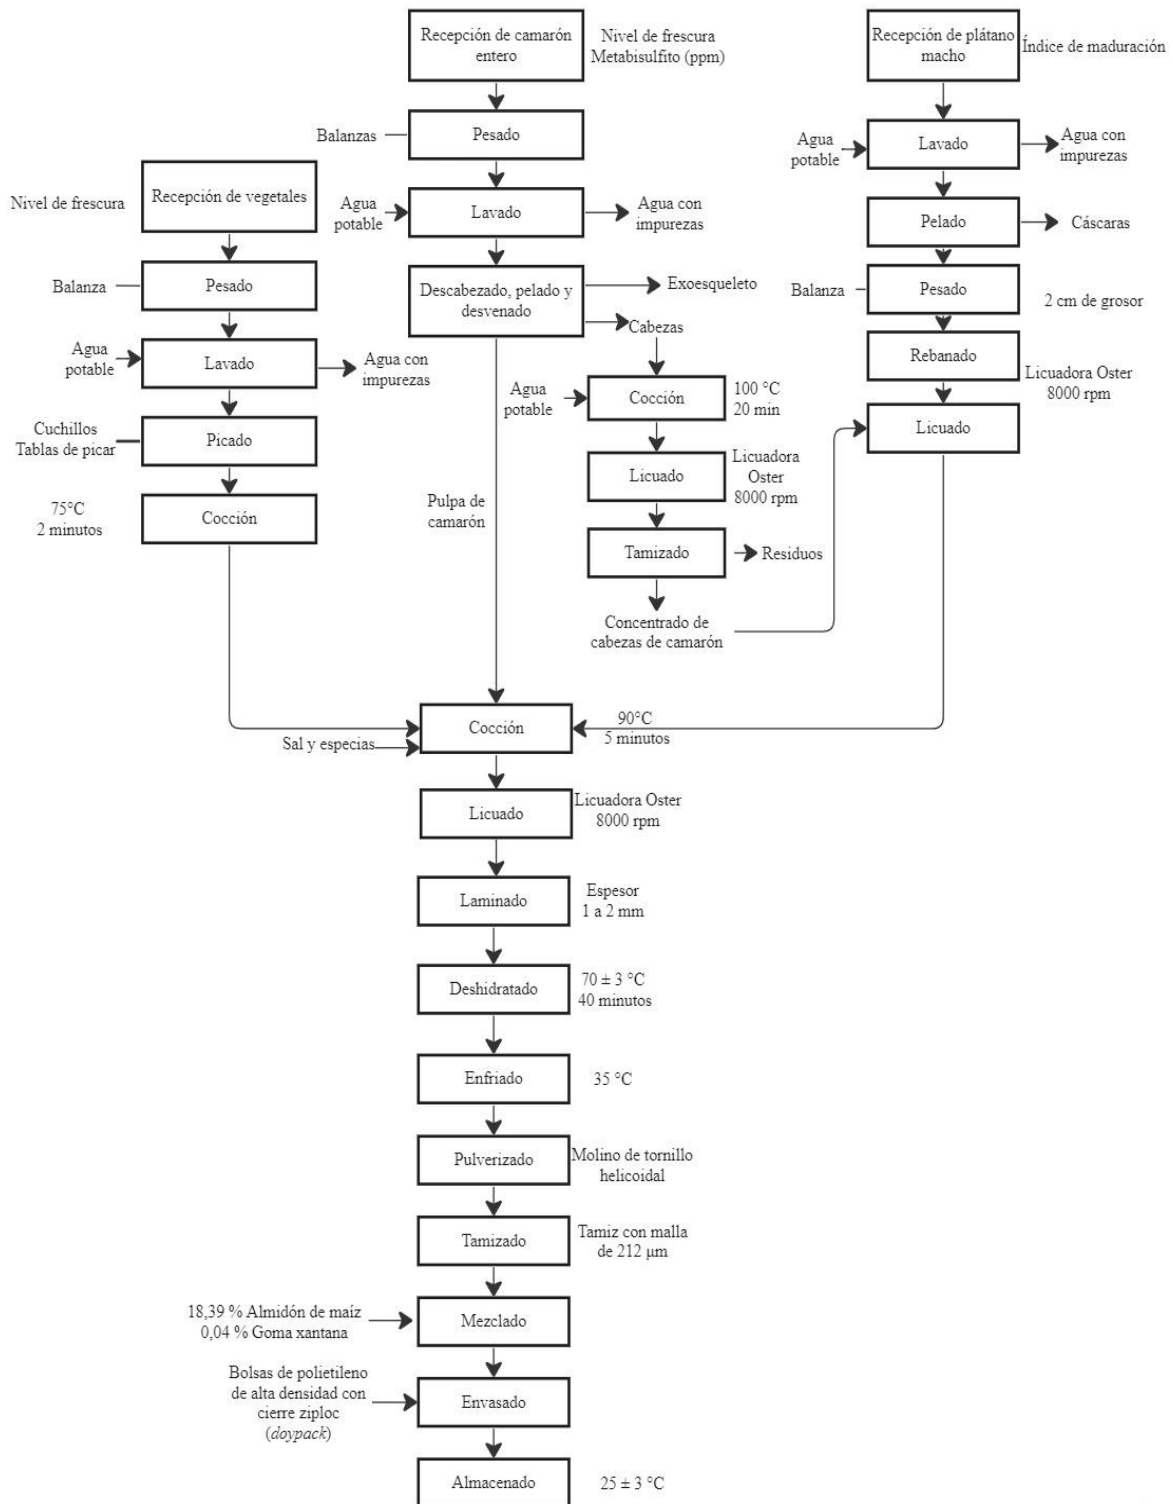 Recepción de camarón
entero
Nivel de frescura
Metabisulfito (ppm)
Recepción de plátano
macho
Índice de maduración
Balanzas
Pesado
Agua
potable
Lavado
Agua con
impurezas
Nivel de frescura
Recepción de vegetales
Agua
potable
Lavado
Agua con
impurezas
Pelado
Cáscaras
Balanza
Pesado
Descabezado, pelado y
desvenado
Exoesqueleto
Cabezas
Balanza
Pesado
2 cm de grosor
Agua
potable
Lavado
Agua con
impurezas
Rebanado
Licuadora Oster
8000 rpm
Agua
potable
Cocción
100 °C
20 min
Cuchillos
Tablas de picar
Picado
Licuado
Licuado
Licuadora
Oster
8000 rpm
75°C
2 minutos
Cocción
Pulpa de
camarón
Tamizado
Residuos
Concentrado de
cabezas de camarón
Cocción
90°C
5 minutos
Sal y especias
Licuado
Licuadora Oster
8000 rpm
Laminado
Espesor
1 a 2 mm
Deshidratado
70 ± 3 °C
40 minutos
Enfriado
35 °C
Pulverizado
Molino de tornillo
helicoidal
Tamizado
Tamiz con malla
de 212 µm
18,39 % Almidón de maíz
0,04 % Goma xantana
Mezclado
Bolsas de polietileno
de alta densidad con
cierre ziploc
(doypack)
Envasado
Almacenado
25 ± 3 °C